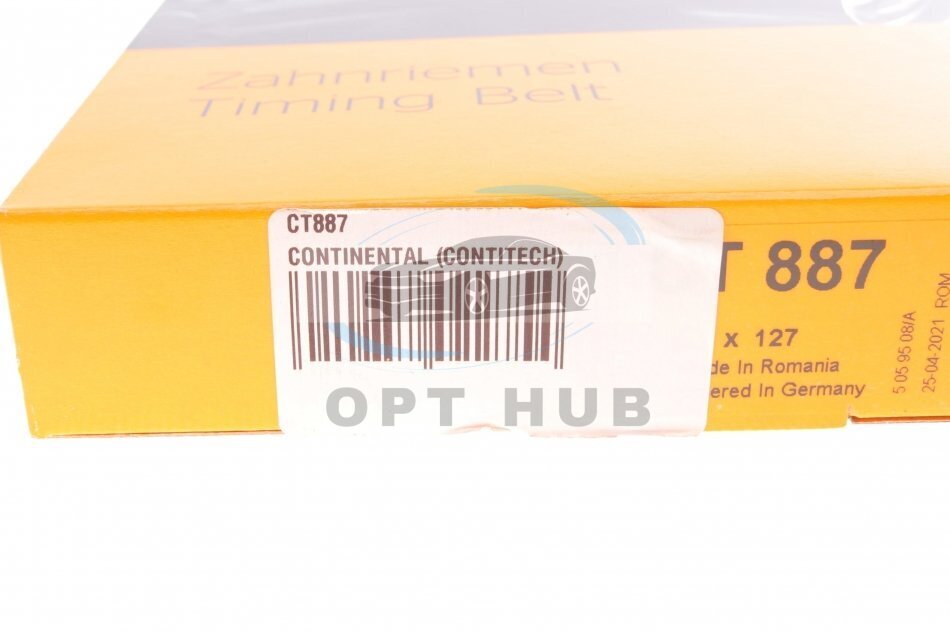 Zahnriemen
Timing Belt
CT887
CONTINENTAL (CONTITECH)
OPT HUB
T 887
x 127
de In Romania
ered In Germany
5 05 95 08/A
25-04-2021 ROM